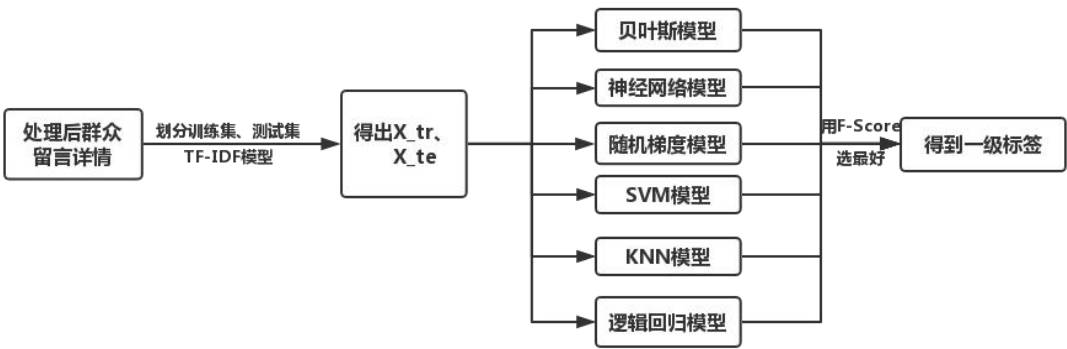 处理后群众
留言详情
划分训练集、测试集
TF-IDF模型
得出X_tr、
X_te
贝叶斯模型
神经网络模型
随机梯度模型
SVM模型
KNN模型
逻辑回归模型
用F-Score
选最好
得到一级标签